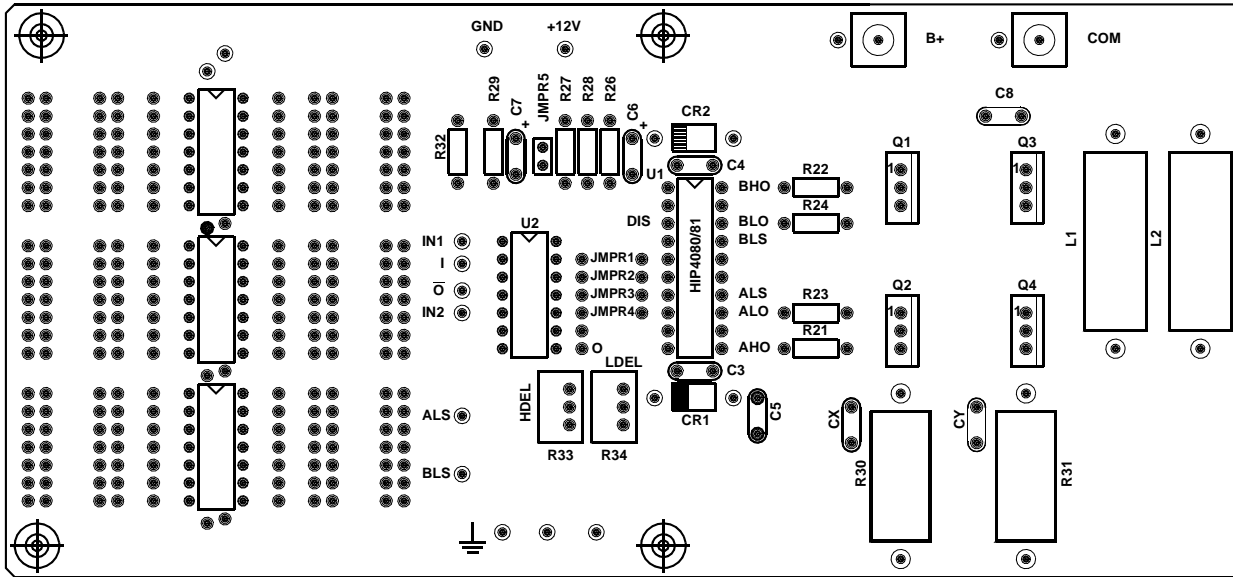 GND
+12V
B+
COM
R29
C7
+
JMPR5
R27
R28
R26
C6
+
CR2
C8
R32
U1
C4
Q1
Q3
1
1
BHO
R22
DIS
BLO
R24
BLS
U2
IN1
I
O̅
IN2
JMPR1
JMPR2
JMPR3
JMPR4
O
HIP4080/81
L1
L2
ALS
ALO
AHO
R23
R21
Q2
Q4
1
1
LDEL
HDEL
C3
CR1
C5
CX
CY
ALS
R33
R34
R30
R31
BLS